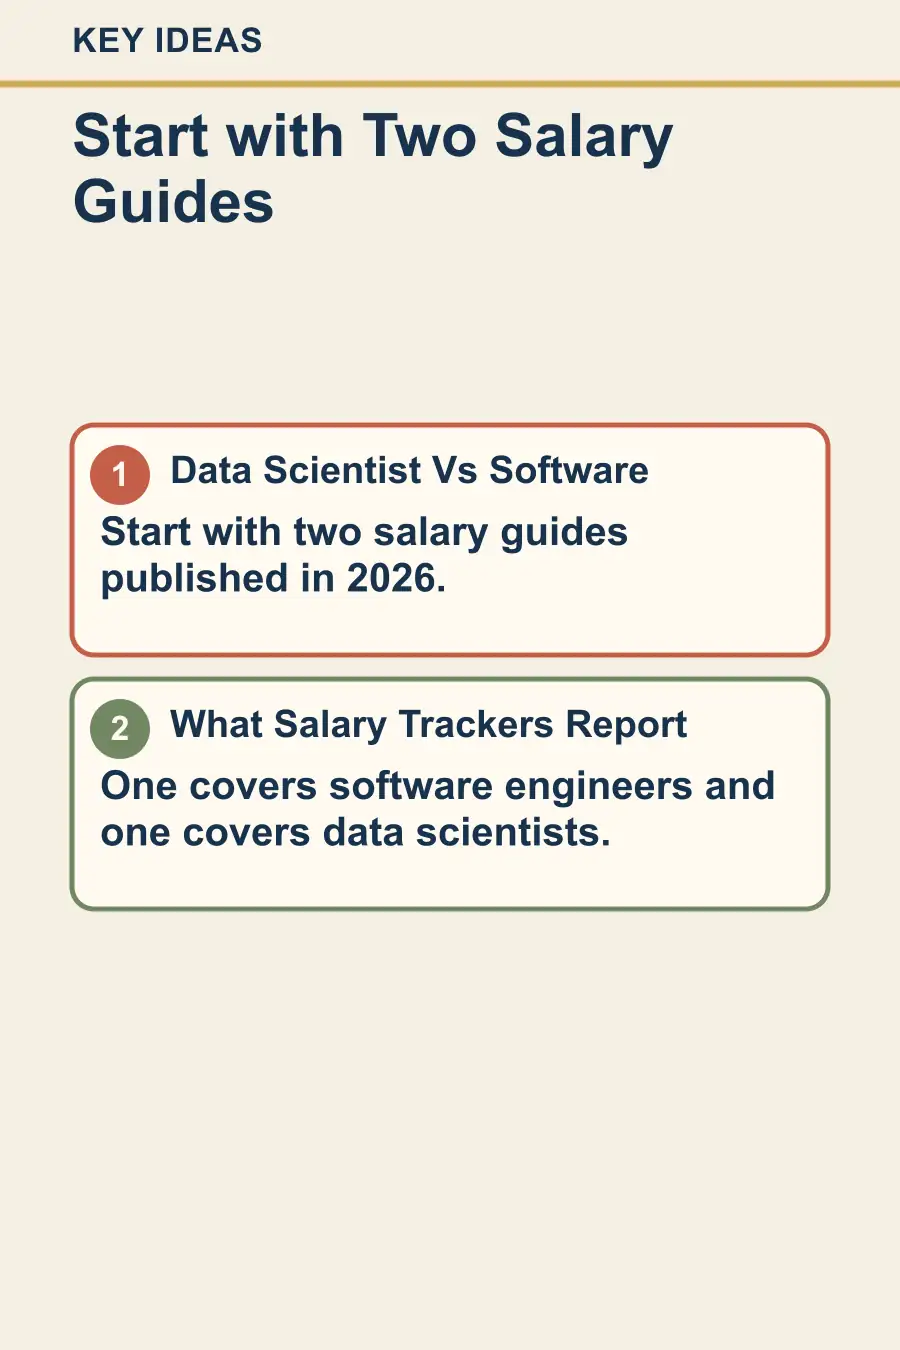 KEY IDEAS
Start with Two Salary
Guides
1 Data Scientist Vs Software
Start with two salary guides
published in 2026.
2 What Salary Trackers Report
One covers software engineers and
one covers data scientists.